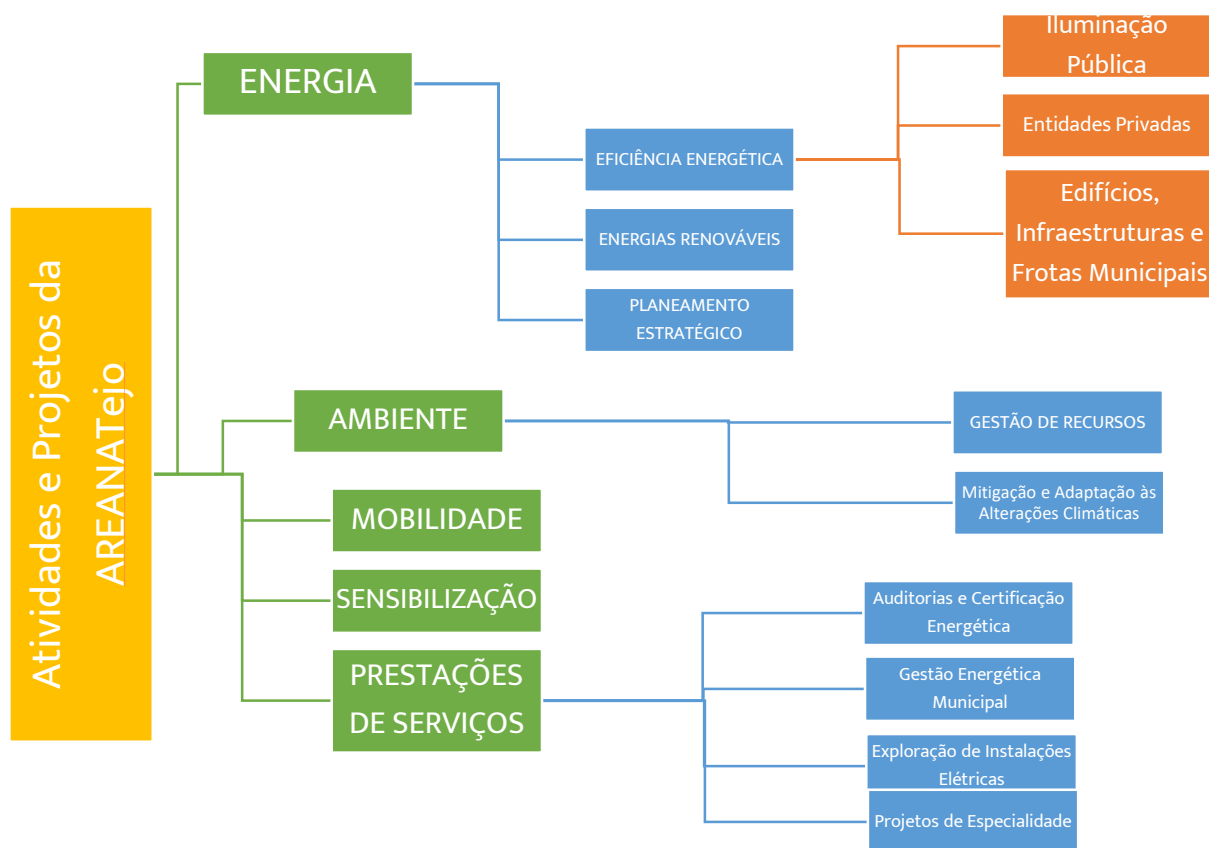 Atividades e Projetos da
AREANATejo
ENERGIA
EFICIÊNCIA ENERGÉTICA
Iluminação
Pública
Entidades Privadas
Edifícios,
Infraestruturas e
Frotas Municipais
ENERGIAS RENOVÁVEIS
PLANEAMENTO
ESTRATÉGICO
AMBIENTE
GESTÃO DE RECURSOS
Mitigação e Adaptação às
Alterações Climáticas
MOBILIDADE
SENSIBILIZAÇÃO
PRESTAÇÕES
DE SERVIÇOS
Auditorias e Certificação
Energética
Gestão Energética
Municipal
Exploração de Instalações
Elétricas
Projetos de Especialidade